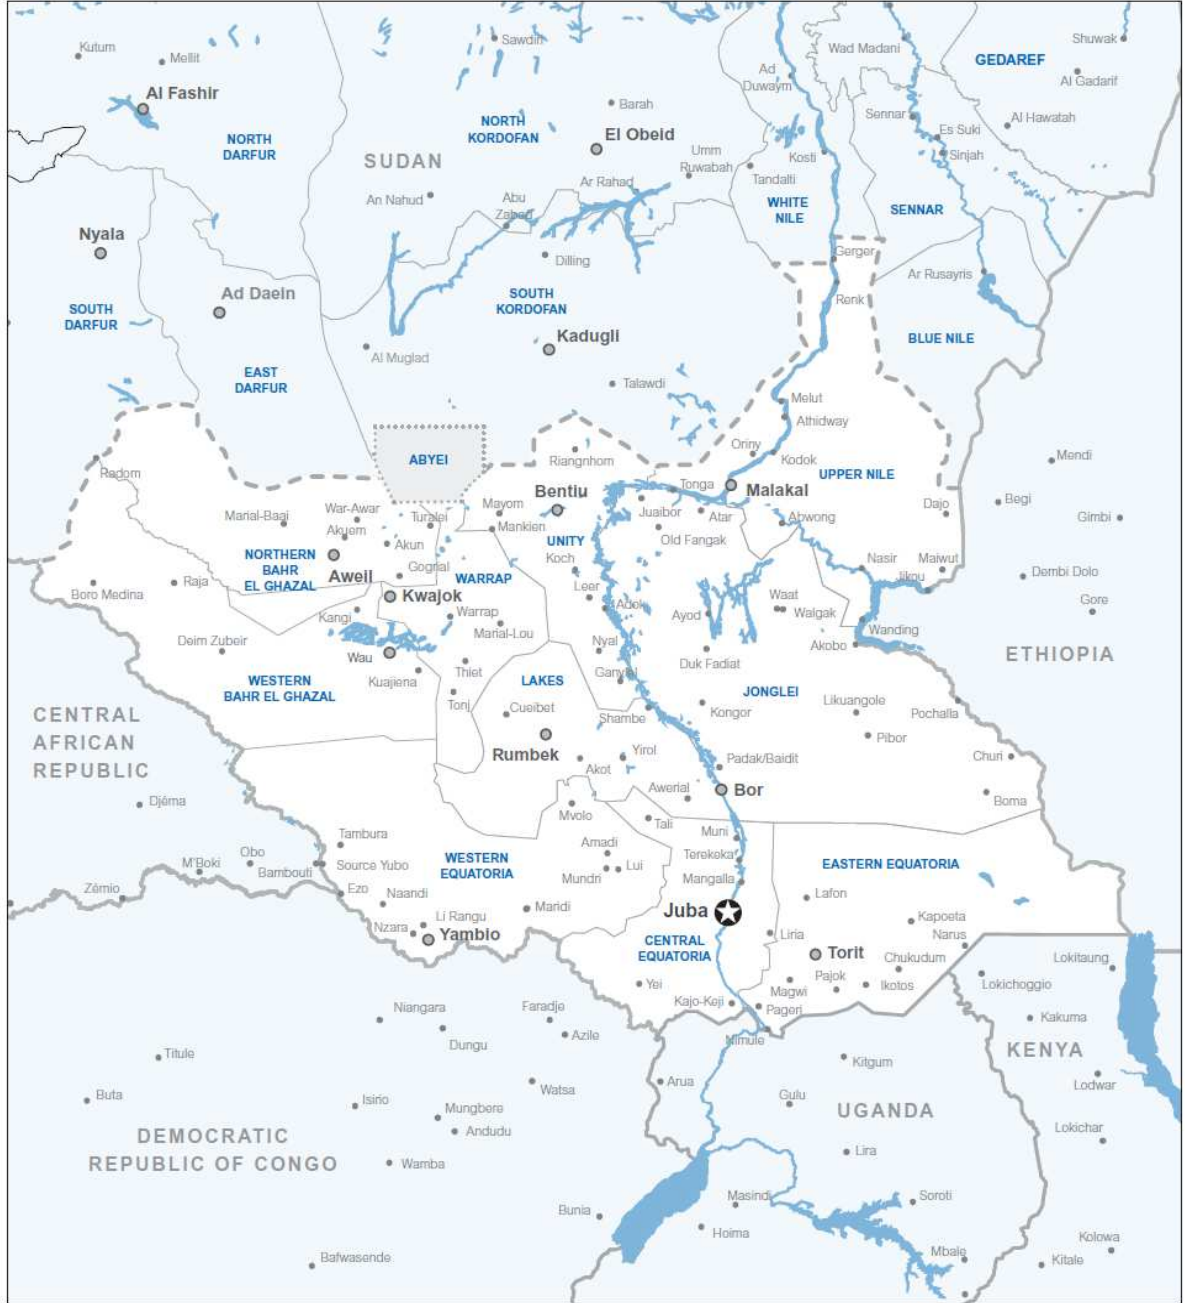 Kutum
Mellit
Sawdiri
Wad Madani
Shuwak
GEDAREF
Ad
Duwaym
Al Gadarif
Al Fashir
Barah
Sennar
Al Hawatah
NORTH
DARFUR
NORTH
KORDOFAN
El Obeid
Es Suki
SUDAN
Umm
Ruwabah
Kosti
Sinjah
Ar Rahad
Tandalti
An Nahud
Abu
Zabad
WHITE
NILE
SENNAR
Nyala
Gerger
Dilling
Ar Rusayris
Ad Daein
SOUTH
KORDOFAN
Renk
SOUTH
DARFUR
Kadugli
BLUE NILE
Al Muglad
EAST
DARFUR
Talawdi
Melut
Athidway
Oriny
ABYEI
Riangnhom
Kodok
Mendi
Radom
UPPER NILE
Bentiu
Tonga
Malakal
Dajo
Begi
War-Awar
Mayom
Juaibor
Atar
Abwong
Gimbi
Marial-Baai
Akuem
Turalei
Mankien
Old Fangak
NORTHERN
BAHR
EL GHAZAL
Akun
UNITY
Koch
Nasir
Maiwut
Aweil
Gogrial
WARRAP
Jikou
Dembi Dolo
Boro Medina
Raja
Kwajok
Leer
Adok
Waat
Gore
Kangi
Warrap
Ayod
Walgak
Wanding
Deim Zubeir
Marial-Lou
Nyal
Akobo
Wau
Duk Fadiat
ETHIOPIA
Kuajiena
Thiet
Ganyiel
WESTERN
BAHR EL GHAZAL
LAKES
JONGLEI
Tonj
Cueibet
Shambe
Kongor
Likuangole
Pochalla
CENTRAL
AFRICAN
REPUBLIC
Rumbek
Yirol
Pibor
Akot
Padak/Baidit
Churi
Djéma
Awerial
Bor
Boma
Mvolo
Tali
Tambura
Amadi
Muni
M'Boki
Obo
Bambouti
Source Yubo
WESTERN
EQUATORIA
Lui
Terekeka
EASTERN EQUATORIA
Zémio
Ezo
Naandi
Mundri
Mangalla
Lafon
Li Rangu
Maridi
Juba
Kapoeta
Nzara
Yambio
CENTRAL
EQUATORIA
Liria
Narus
Torit
Chukudum
Lokitaung
Yei
Magwi
Pajok
Ikotos
Lokichoggio
Kajo-Keji
Pageri
Niangara
Faradje
Kakuma
Dungu
Azile
Nimule
KENYA
Titule
Kitgum
Buta
Isirio
Watsa
Arua
Gulu
Lodwar
Mungbere
UGANDA
Andudu
Lokichar
DEMOCRATIC
REPUBLIC OF CONGO
Wamba
Lira
Masindi
Soroti
Bunia
Hoima
Kolowa
Bafwasende
Mbale
Kitale